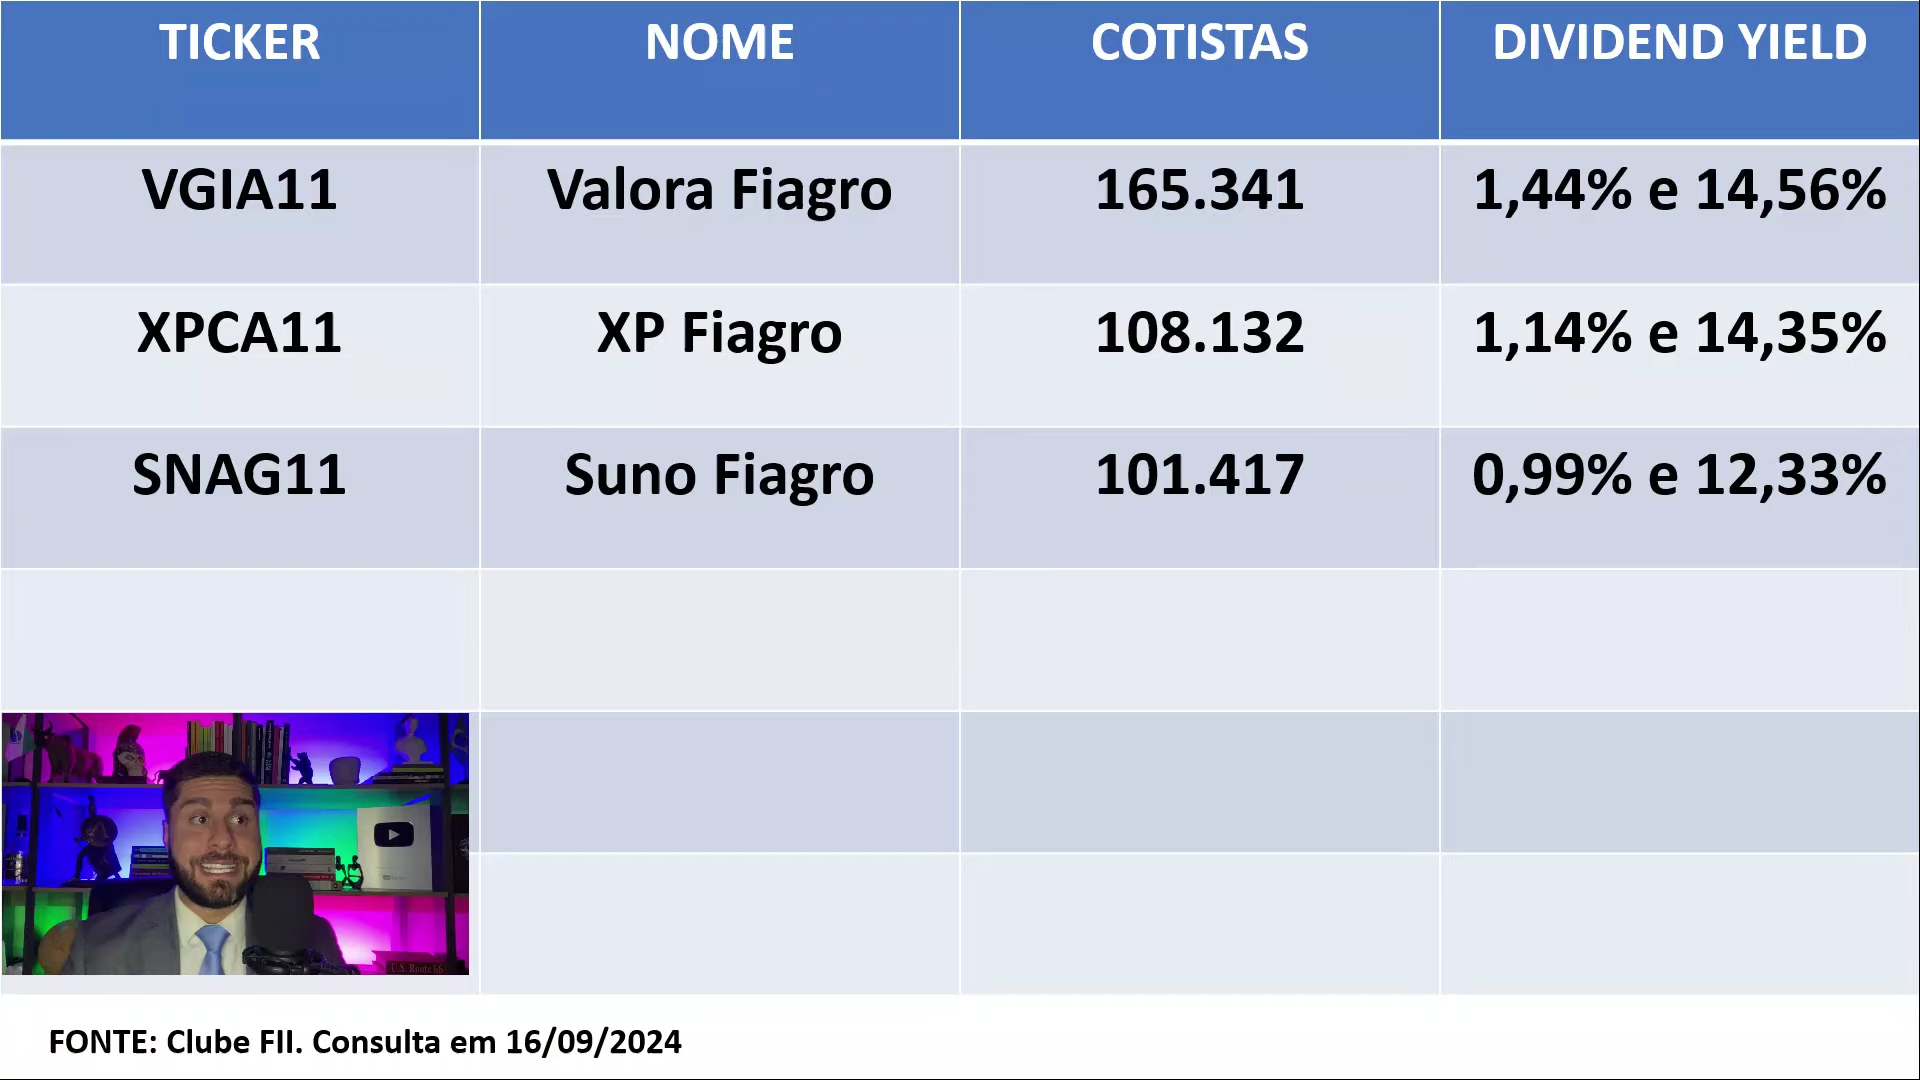 TICKER NOME COTISTAS DIVIDEND YIELD
VGIA11 Valora Fiagro 165.341 1,44% e 14,56%
XPCA11 XP Fiagro 108.132 1,14% e 14,35%
SNAG11 Suno Fiagro 101.417 0,99% e 12,33%
U.S. Route 66
FONTE: Clube FII. Consulta em 16/09/2024